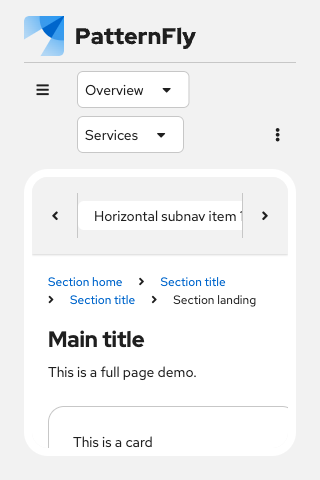 PatternFly
Overview
Services
Horizontal subnav item
Section home Section title
Section title Section landing
Main title
This is a full page demo.
This is a card